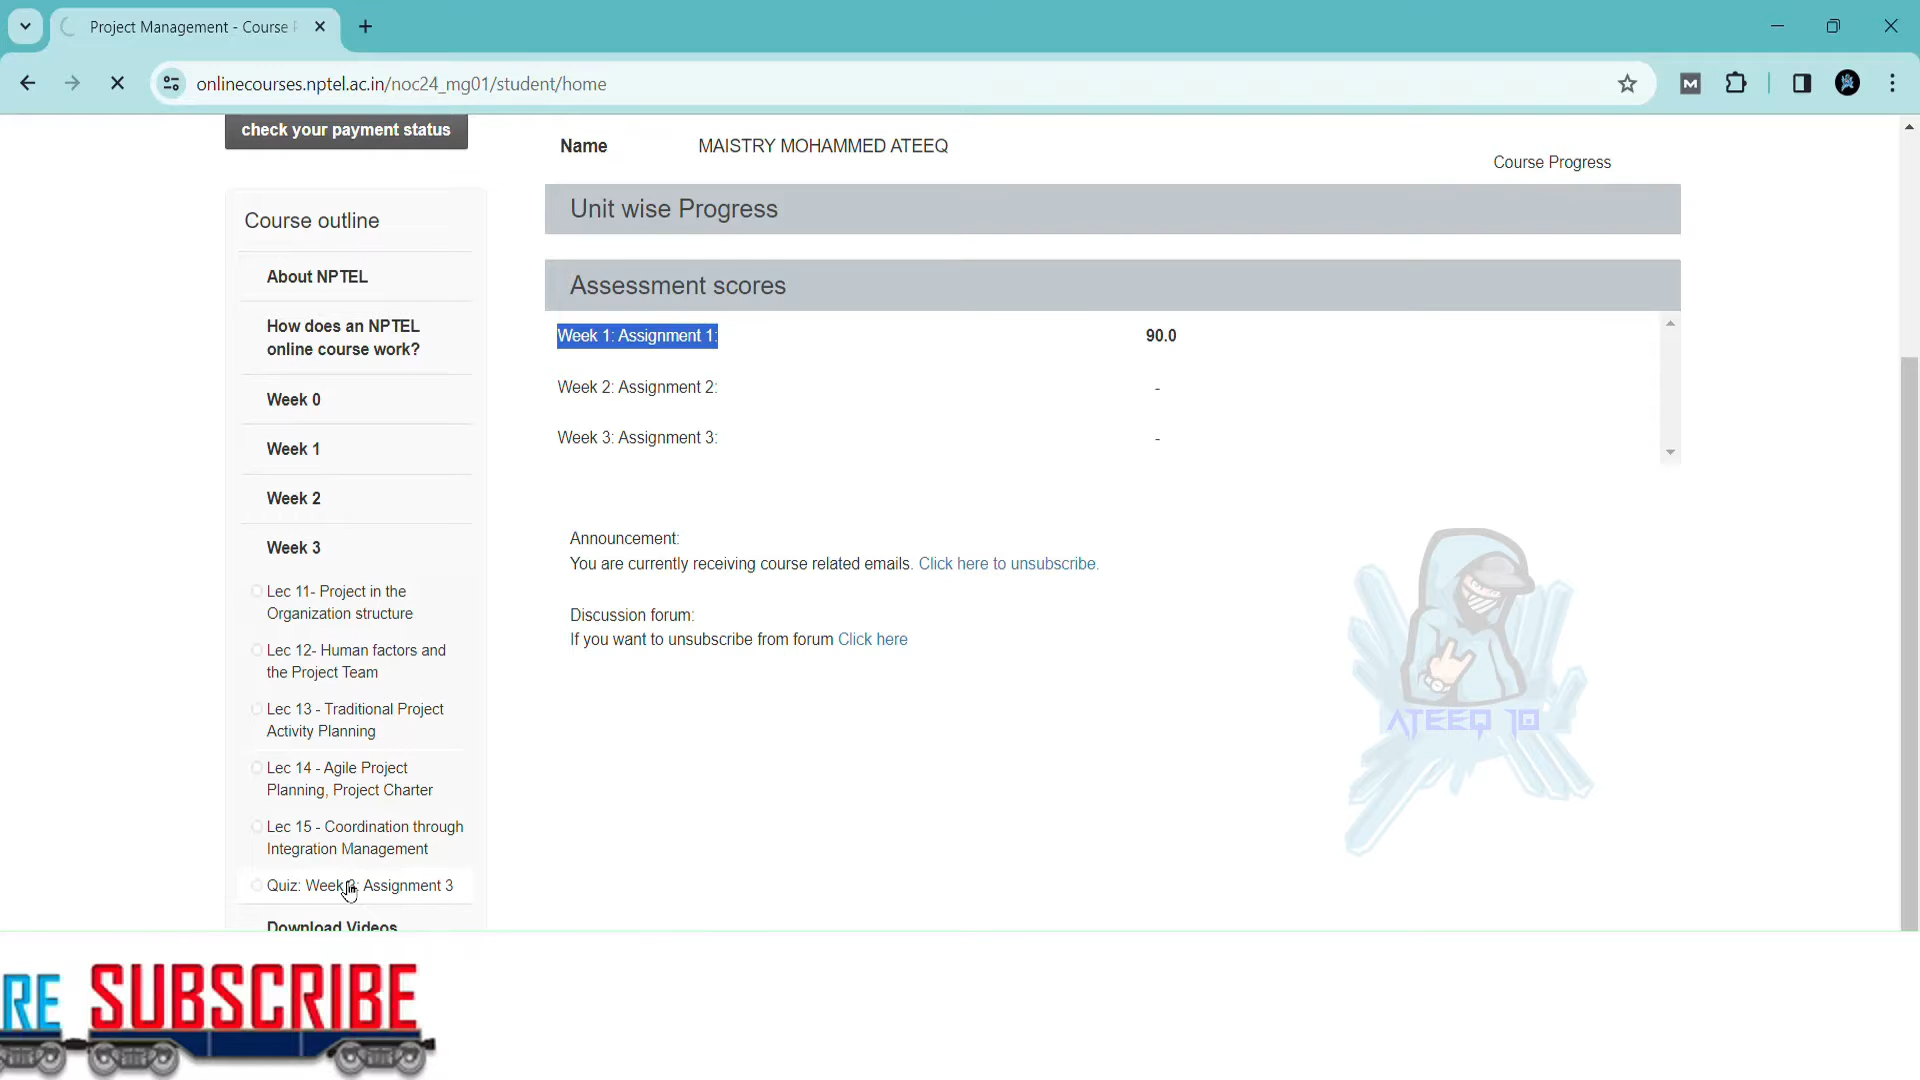 Project Management - Course
onlinecourses.nptel.ac.in/noc24_mg01/student/home
M
check your payment status
Name MAISTRY MOHAMMED ATEEQ
Course Progress
Course outline
About NPTEL
How does an NPTEL
online course work?
Week 0
Week 1
Week 2
Week 3
Lec 11- Project in the
Organization structure
Lec 12- Human factors and
the Project Team
Lec 13 - Traditional Project
Activity Planning
Lec 14 - Agile Project
Planning, Project Charter
Lec 15 - Coordination through
Integration Management
Quiz: Week 3: Assignment 3
Download Videos
Unit wise Progress
Assessment scores
Week 1: Assignment 1: 90.0
Week 2: Assignment 2: -
Week 3: Assignment 3: -
Announcement:
You are currently receiving course related emails. Click here to unsubscribe.
Discussion forum:
If you want to unsubscribe from forum Click here
ATEEQ 10
RE SUBSCRIBE